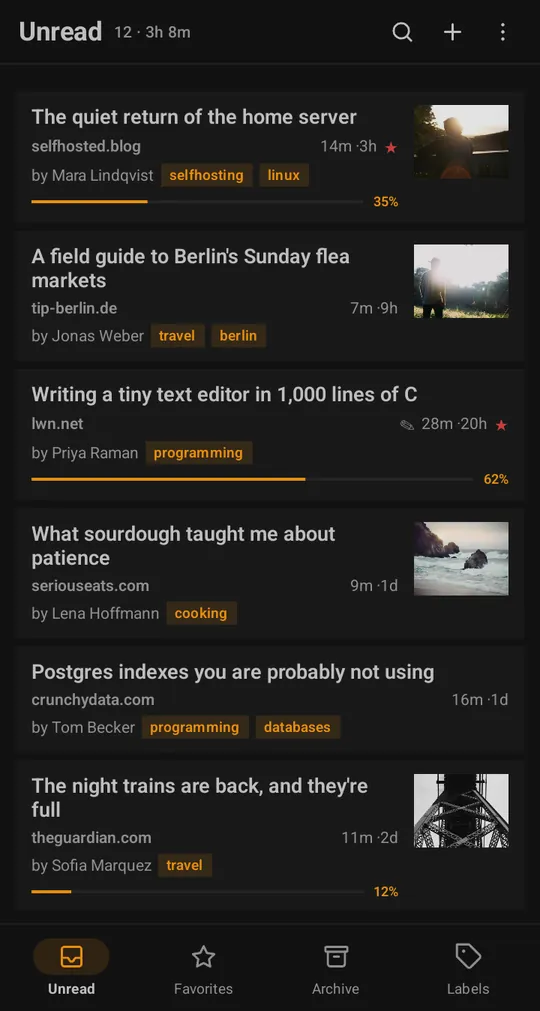 Unread 12 · 3h 8m
The quiet return of the home server
selfhosted.blog 14m ·3h
by Mara Lindqvist selfhosting linux
35%
A field guide to Berlin's Sunday flea
markets
tip-berlin.de 7m ·9h
by Jonas Weber travel berlin
Writing a tiny text editor in 1,000 lines of C
lwn.net 28m ·20h
by Priya Raman programming
62%
What sourdough taught me about
patience
seriouseats.com 9m ·1d
by Lena Hoffmann cooking
Postgres indexes you are probably not using
crunchydata.com 16m ·1d
by Tom Becker programming databases
The night trains are back, and they're
full
theguardian.com 11m ·2d
by Sofia Marquez travel
12%
Unread Favorites Archive Labels